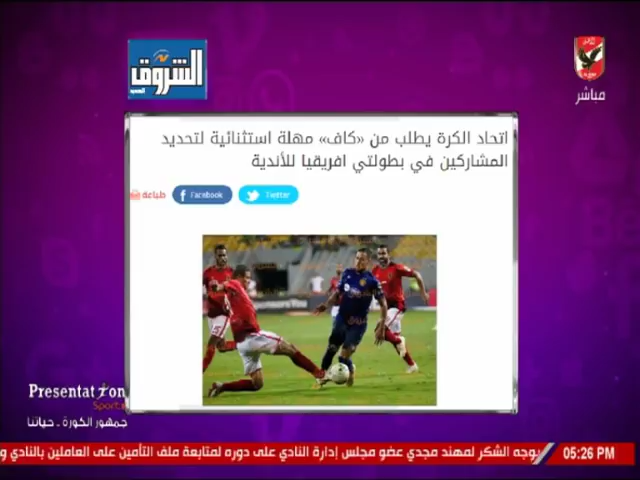 الشروق
مباشر
اتحاد الكرة يطلب من «كاف» مهلة استثنائية لتحديد
المشاركين في بطولتي افريقيا للأندية
طباعة
Facebook
Twitter
Presentation
Sports
جمهور الكورة - حياتنا
يوجه الشكر لمهند مجدي عضو مجلس إدارة النادي على دوره لمتابعة ملف التأمين على العاملين بالنادي و
05:26 PM